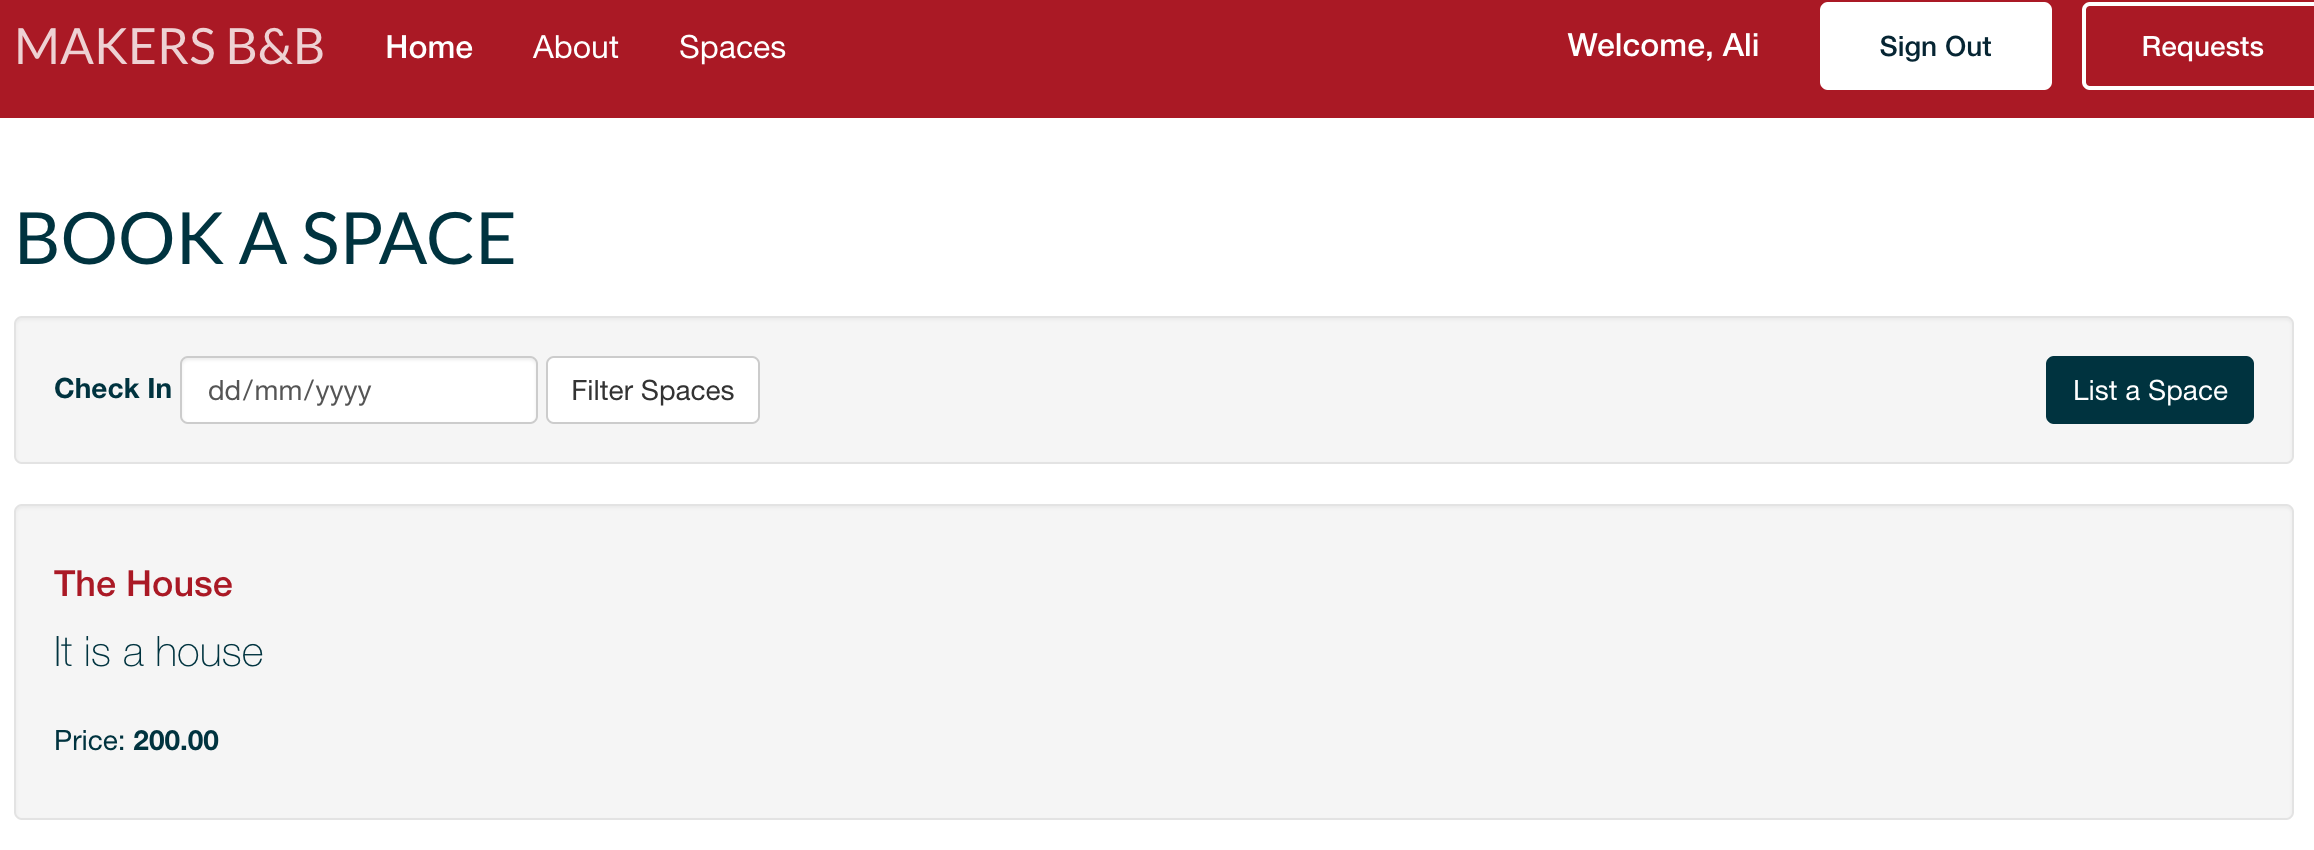 MAKERS B&B Home About Spaces Welcome, Ali Sign Out Requests
BOOK A SPACE
Check In dd/mm/yyyy Filter Spaces List a Space
The House
It is a house
Price: 200.00